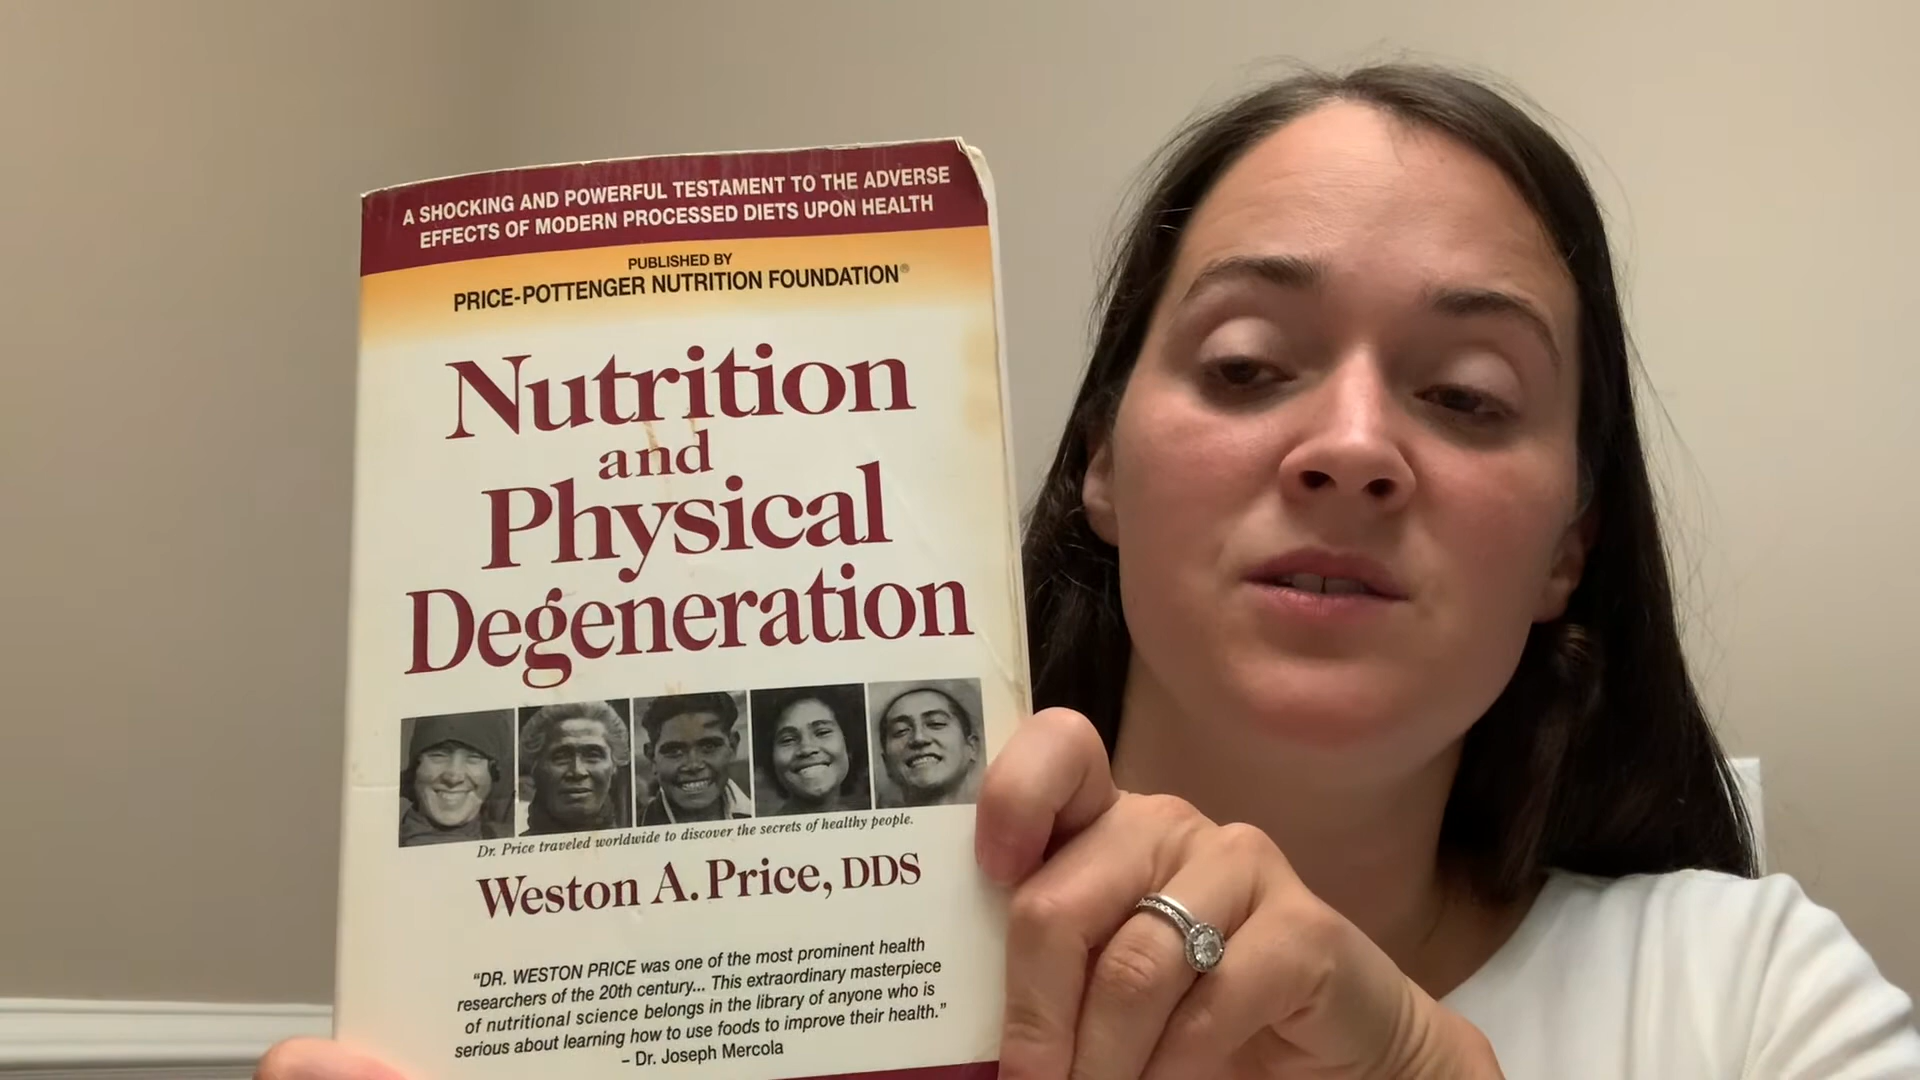 A SHOCKING AND POWERFUL TESTAMENT TO THE ADVERSE
EFFECTS OF MODERN PROCESSED DIETS UPON HEALTH
PUBLISHED BY
PRICE-POTTENGER NUTRITION FOUNDATION®
Nutrition
and
Physical
Degeneration
Dr. Price traveled worldwide to discover the secrets of healthy people.
Weston A. Price, DDS
“DR. WESTON PRICE was one of the most prominent health
researchers of the 20th century... This extraordinary masterpiece
of nutritional science belongs in the library of anyone who is
serious about learning how to use foods to improve their health.”
– Dr. Joseph Mercola